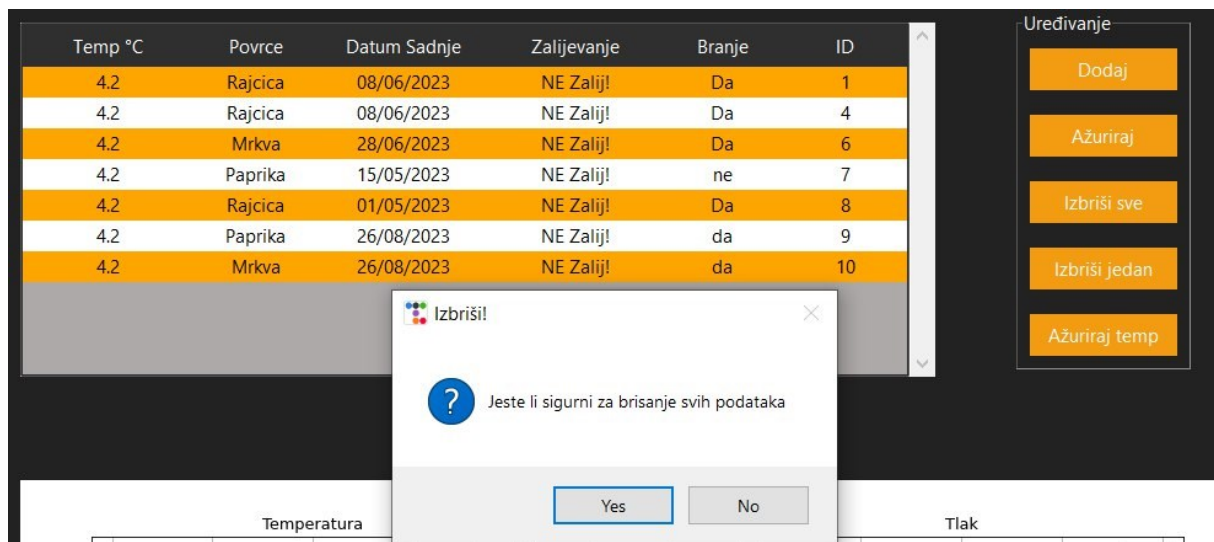 Uređivanje
Temp °C Povrce Datum Sadnje Zalijevanje Branje ID
4.2 Rajcica 08/06/2023 NE Zalij! Da 1
4.2 Rajcica 08/06/2023 NE Zalij! Da 4
4.2 Mrkva 28/06/2023 NE Zalij! Da 6
4.2 Paprika 15/05/2023 NE Zalij! ne 7
4.2 Rajcica 01/05/2023 NE Zalij! Da 8
4.2 Paprika 26/08/2023 NE Zalij! da 9
4.2 Mrkva 26/08/2023 NE Zalij! da 10
Dodaj
Ažuriraj
Izbriši sve
Izbriši jedan
Ažuriraj temp
Izbriši!
Jeste li sigurni za brisanje svih podataka
Yes No
Temperatura Tlak